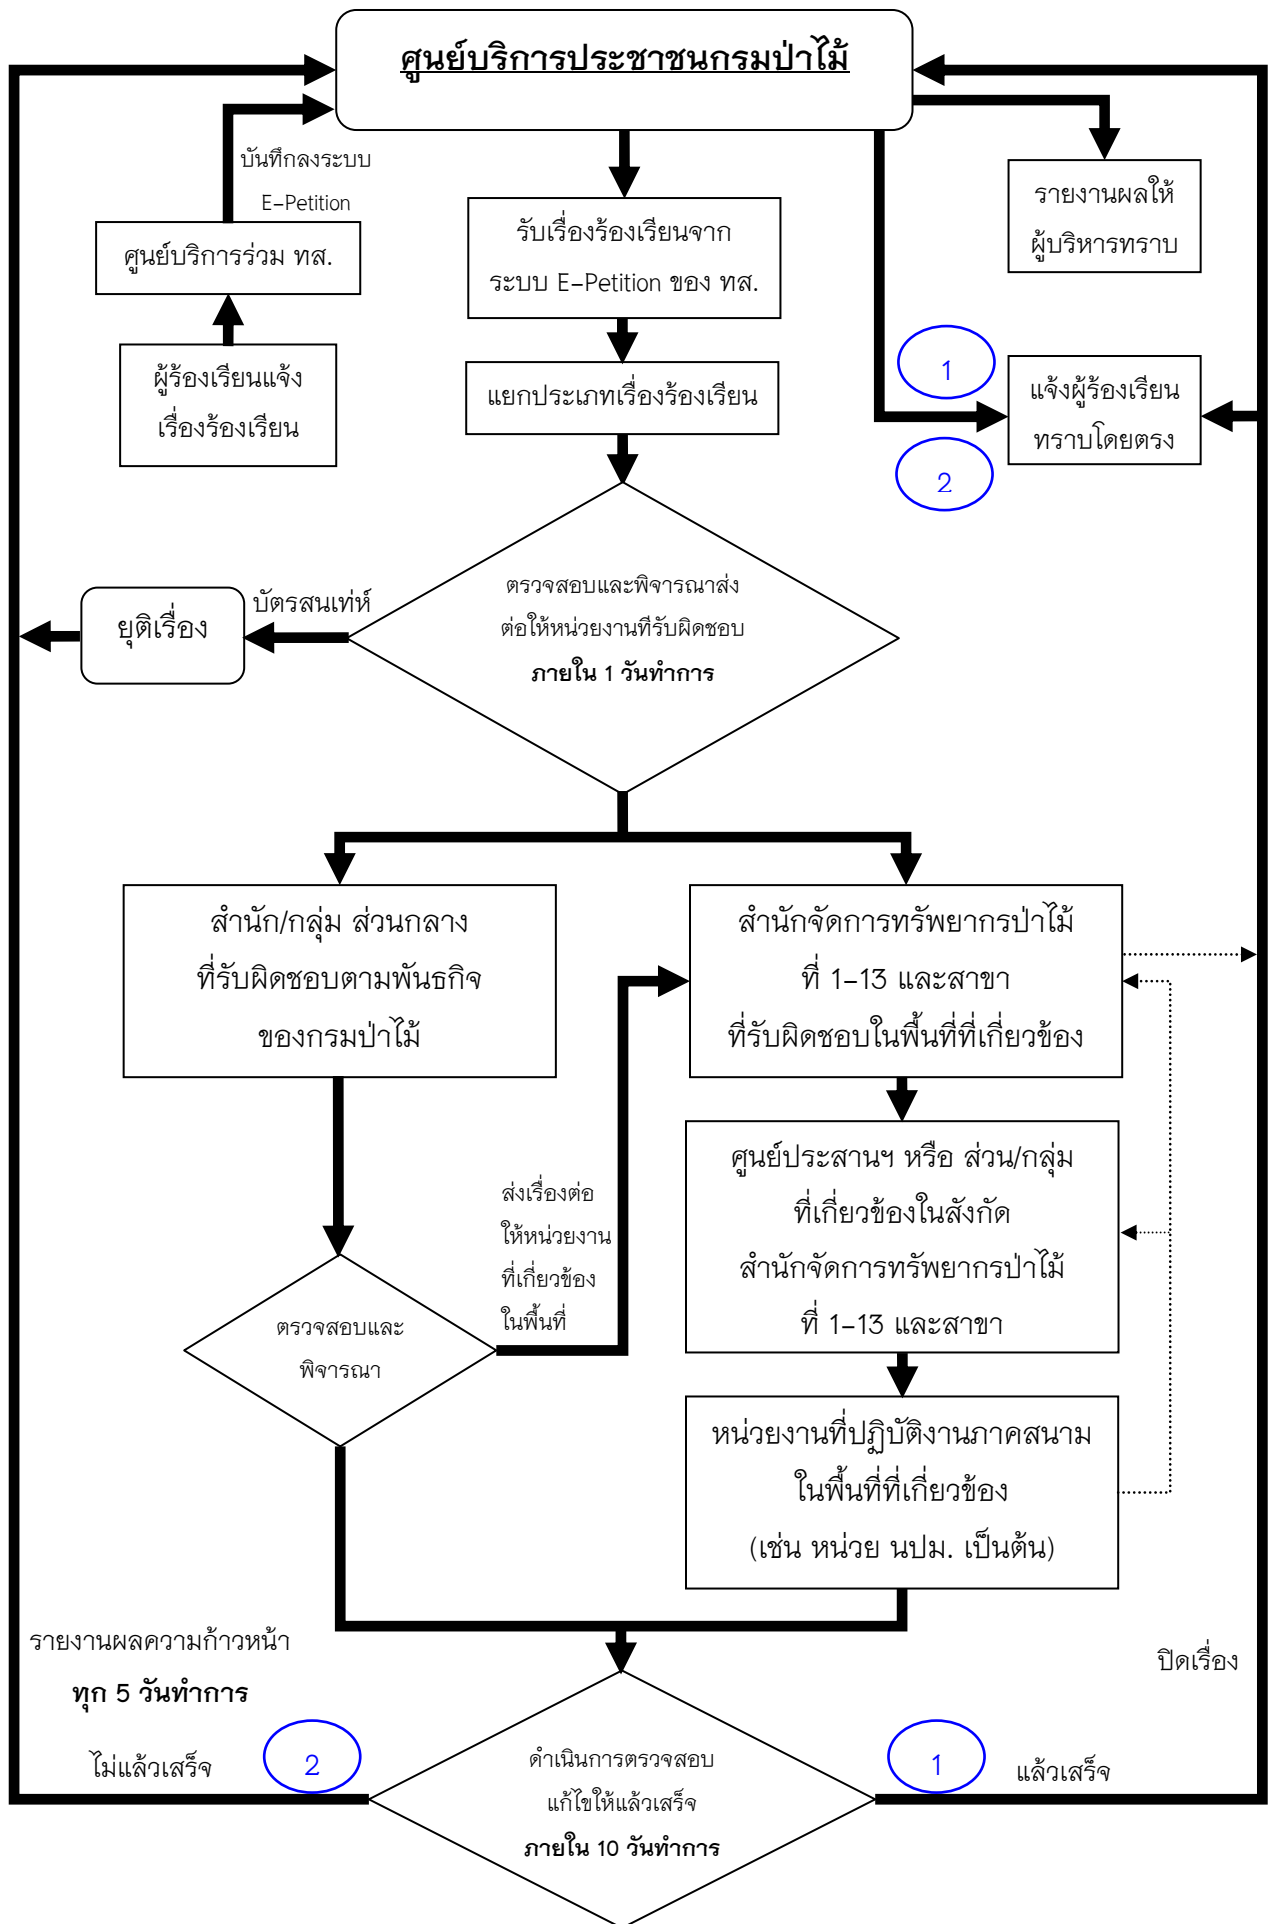 ศูนย์บริการประชาชนกรมป่าไม้
บันทึกลงระบบ
E-Petition
ศูนย์บริการร่วม ทส.
ผู้ร้องเรียนแจ้ง
เรื่องร้องเรียน
รับเรื่องร้องเรียนจาก
ระบบ E-Petition ของ ทส.
แยกประเภทเรื่องร้องเรียน
รายงานผลให้
ผู้บริหารทราบ
1
2
แจ้งผู้ร้องเรียน
ทราบโดยตรง
ตรวจสอบและพิจารณาส่ง
ต่อให้หน่วยงานที่รับผิดชอบ
ภายใน 1 วันทำการ
บัตรสนเท่ห์
ยุติเรื่อง
สำนัก/กลุ่ม ส่วนกลาง
ที่รับผิดชอบตามพันธกิจ
ของกรมป่าไม้
สำนักจัดการทรัพยากรป่าไม้
ที่ 1-13 และสาขา
ที่รับผิดชอบในพื้นที่ที่เกี่ยวข้อง
ส่งเรื่องต่อ
ให้หน่วยงาน
ที่เกี่ยวข้อง
ในพื้นที่
ศูนย์ประสานฯ หรือ ส่วน/กลุ่ม
ที่เกี่ยวข้องในสังกัด
สำนักจัดการทรัพยากรป่าไม้
ที่ 1-13 และสาขา
ตรวจสอบและ
พิจารณา
หน่วยงานที่ปฏิบัติงานภาคสนาม
ในพื้นที่ที่เกี่ยวข้อง
(เช่น หน่วย นปม. เป็นต้น)
รายงานผลความก้าวหน้า
ทุก 5 วันทำการ
ไม่แล้วเสร็จ
2
ดำเนินการตรวจสอบ
แก้ไขให้แล้วเสร็จ
ภายใน 10 วันทำการ
1
แล้วเสร็จ
ปิดเรื่อง